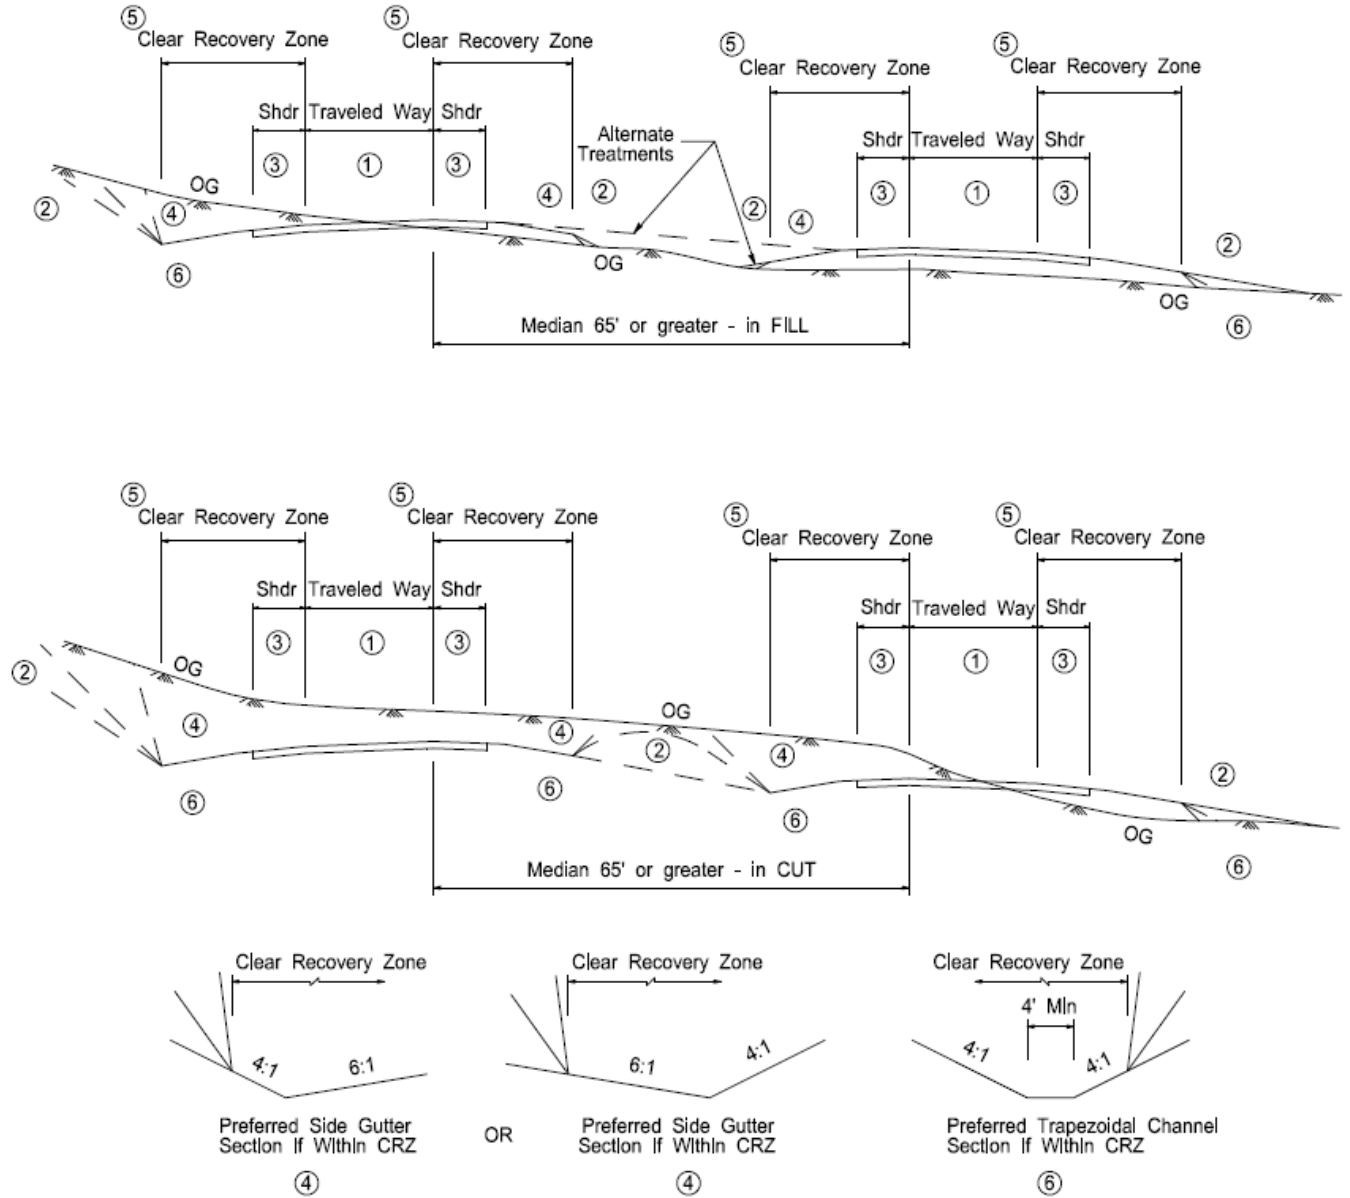 ⑤ ⑤ ⑤ ⑤
Clear Recovery Zone Clear Recovery Zone Clear Recovery Zone Clear Recovery Zone
Shdr Traveled Way Shdr Alternate Treatments Shdr Traveled Way Shdr
③ ① ③ ③ ① ③
② ④ OG ④ ② ② ④ ②
⑥ OG OG ⑥
Median 65' or greater - in FILL
⑤ ⑤ ⑤ ⑤
Clear Recovery Zone Clear Recovery Zone Clear Recovery Zone Clear Recovery Zone
Shdr Traveled Way Shdr Shdr Traveled Way Shdr
③ ① ③ ③ ① ③
② OG OG
④ ④ ② ④ ②
⑥ ⑥ ⑥ OG ⑥
Median 65' or greater - in CUT
Clear Recovery Zone Clear Recovery Zone Clear Recovery Zone
4' Min
4:1 6:1 6:1 4:1 4:1 4:1
Preferred Side Gutter
Section If Within CRZ
④
OR
Preferred Side Gutter
Section If Within CRZ
④
Preferred Trapezoidal Channel
Section If Within CRZ
⑥